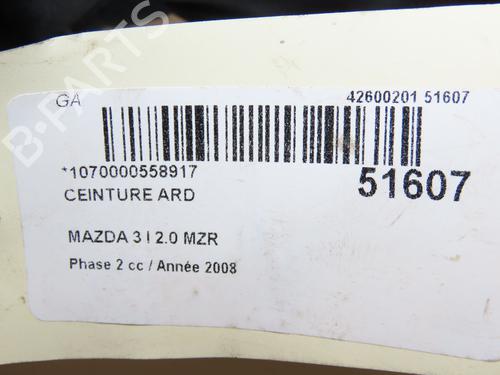 GA 42600201 51607
*1070000558917 51607
CEINTURE ARD
MAZDA 3 I 2.0 MZR
Phase 2 cc / Année 2008
B-PARTS